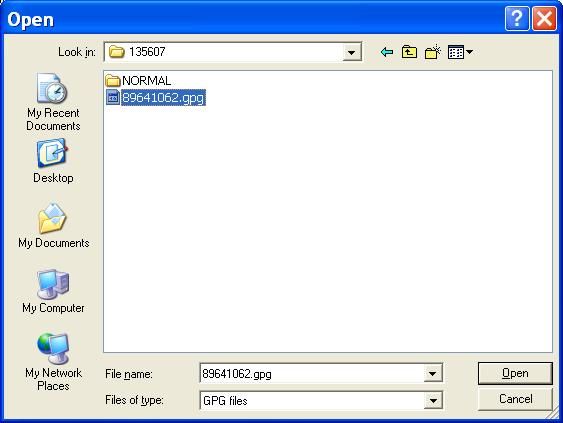 Open
Look in: 135607
NORMAL
89641062.gpg
My Recent
Documents
Desktop
My Documents
My Computer
My Network
Places
File name: 89641062.gpg
Open
Files of type: GPG files
Cancel